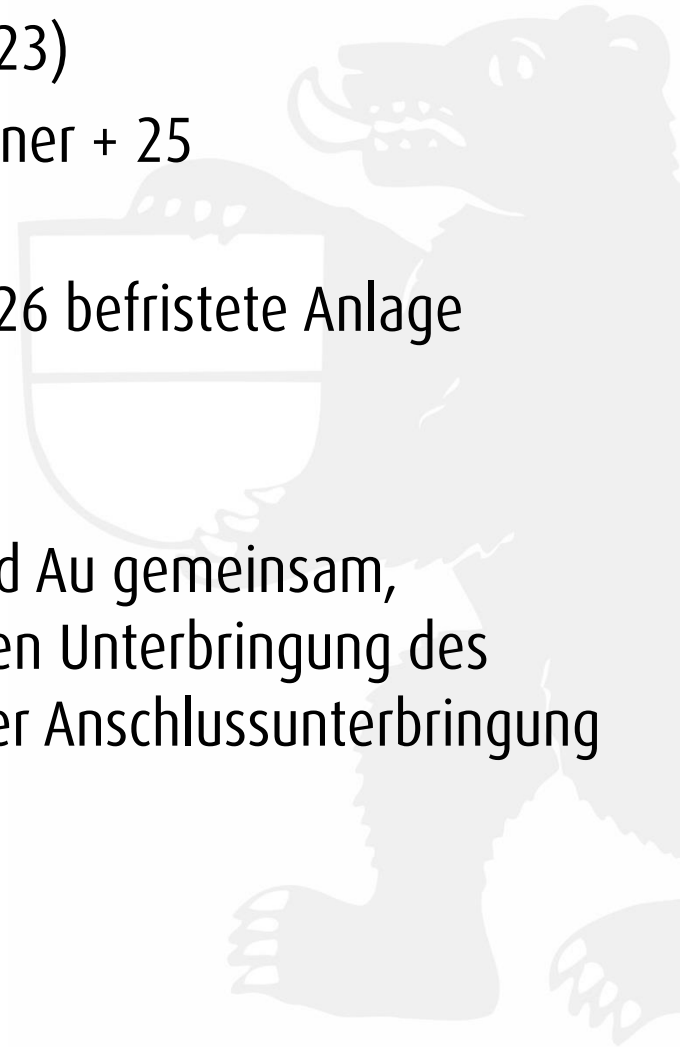 23)
ner + 25
26 befristete Anlage
d Au gemeinsam,
en Unterbringung des
er Anschlussunterbringung